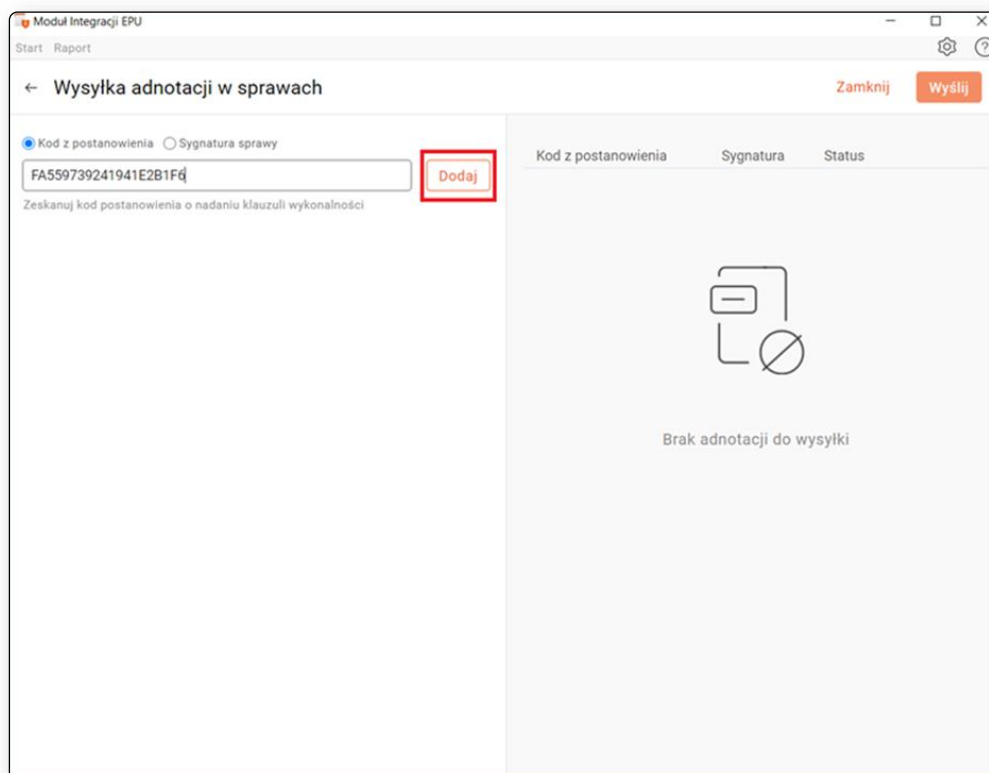 Moduł Integracji EPU
Start Raport
Wysyłka adnotacji w sprawach
Zamknij
Wyślij
Kod z postanowienia Sygnatura sprawy
FA559739241941E2B1F6
Dodaj
Zeskanuj kod postanowienia o nadaniu klauzuli wykonalności
Kod z postanowienia Sygnatura Status
Brak adnotacji do wysyłki